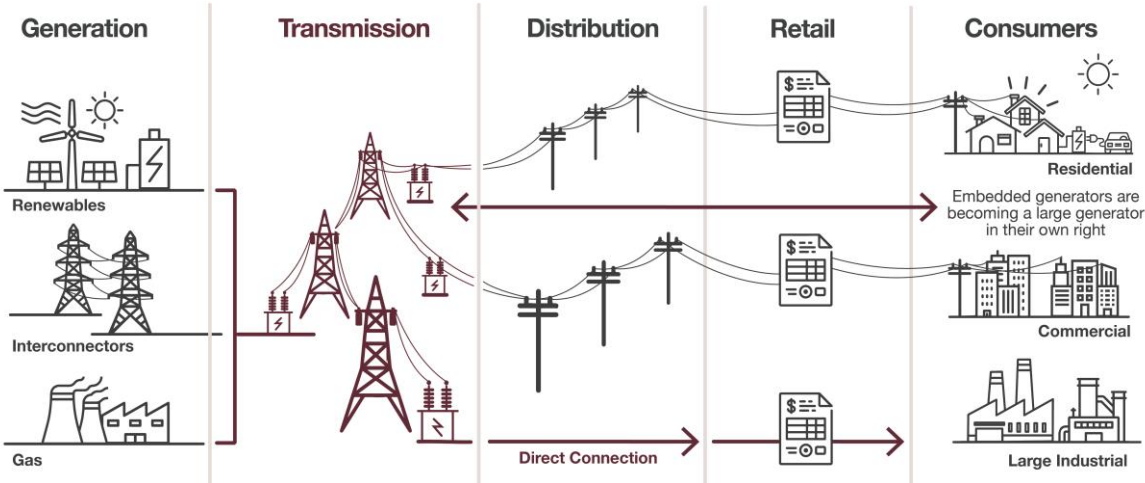 Generation
Transmission
Distribution
Retail
Consumers
Renewables
Interconnectors
Gas
$
$
$
Direct Connection
Residential
Embedded generators are
becoming a large generator
in their own right
Commercial
Large Industrial